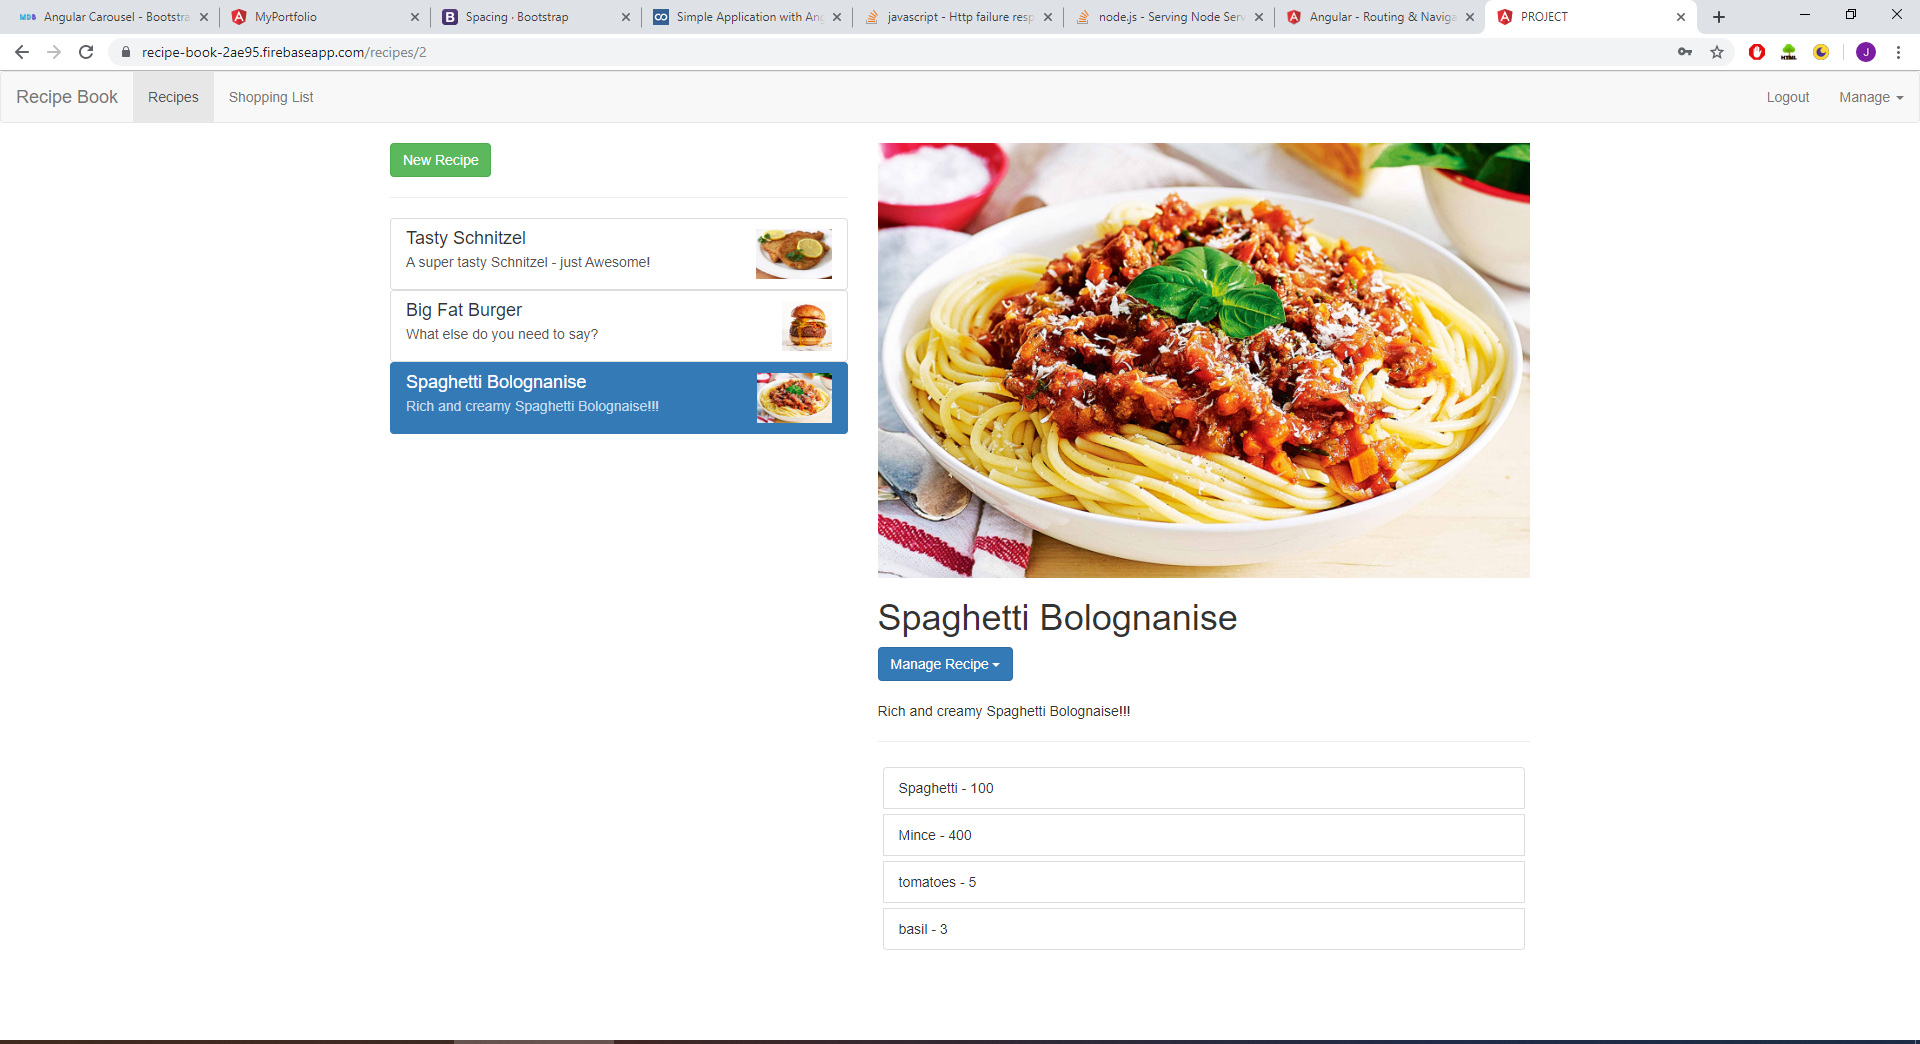 MDB Angular Carousel - Bootstra
MyPortfolio
B Spacing · Bootstrap
Simple Application with Ang
javascript - Http failure resp
node.js - Serving Node Serv
Angular - Routing & Naviga
PROJECT
recipe-book-2ae95.firebaseapp.com/recipes/2
HTML
J
Recipe Book
Recipes
Shopping List
Logout
Manage
New Recipe
Tasty Schnitzel
A super tasty Schnitzel - just Awesome!
Big Fat Burger
What else do you need to say?
Spaghetti Bolognanise
Rich and creamy Spaghetti Bolognaise!!!
Spaghetti Bolognanise
Manage Recipe
Rich and creamy Spaghetti Bolognaise!!!
Spaghetti - 100
Mince - 400
tomatoes - 5
basil - 3